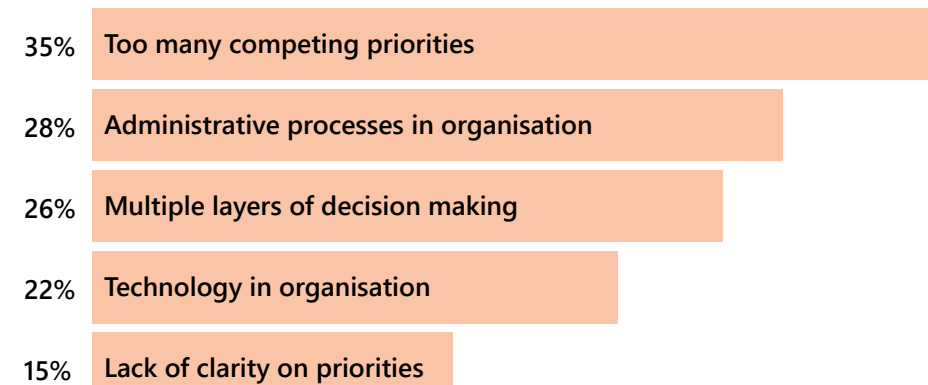 35% Too many competing priorities
28% Administrative processes in organisation
26% Multiple layers of decision making
22% Technology in organisation
15% Lack of clarity on priorities